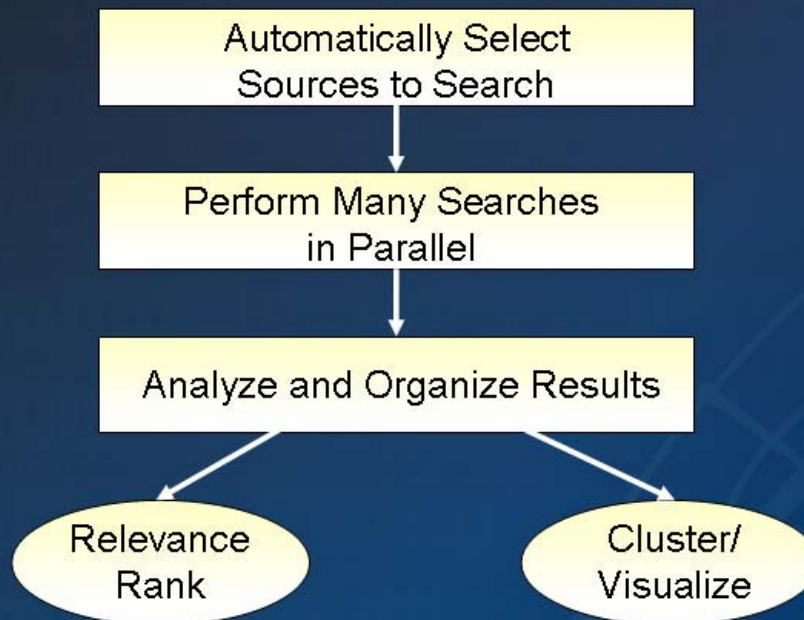 Automatically Select
Sources to Search
Perform Many Searches
in Parallel
Analyze and Organize Results
Relevance
Rank
Cluster/
Visualize